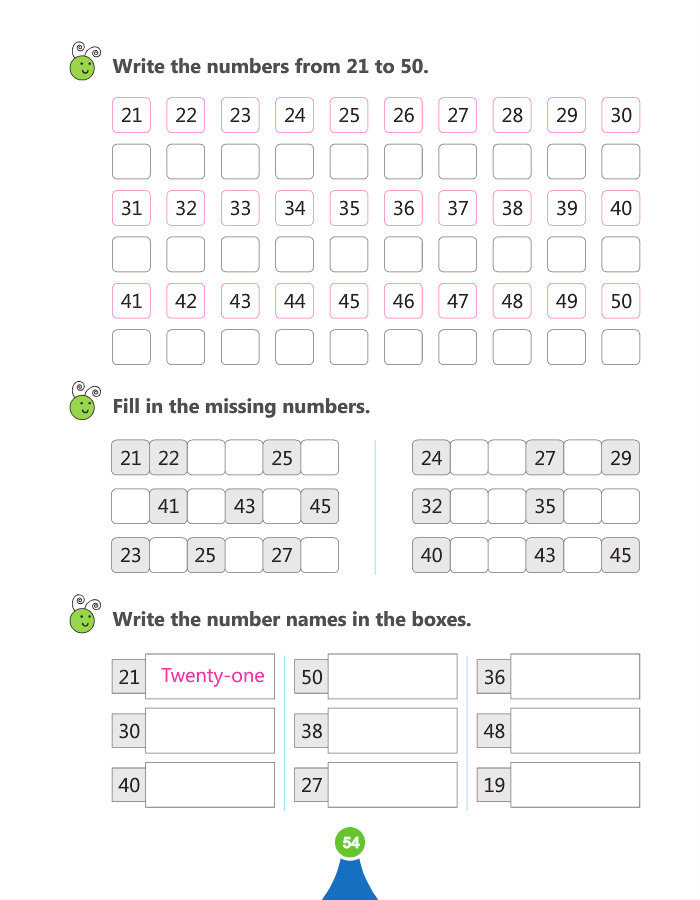 Write the numbers from 21 to 50.
21 22 23 24 25 26 27 28 29 30
31 32 33 34 35 36 37 38 39 40
41 42 43 44 45 46 47 48 49 50
Fill in the missing numbers.
21 22 25
41 43 45
23 25 27
24 27 29
32 35
40 43 45
Write the number names in the boxes.
21 Twenty-one
30
40
50
38
27
36
48
19
54